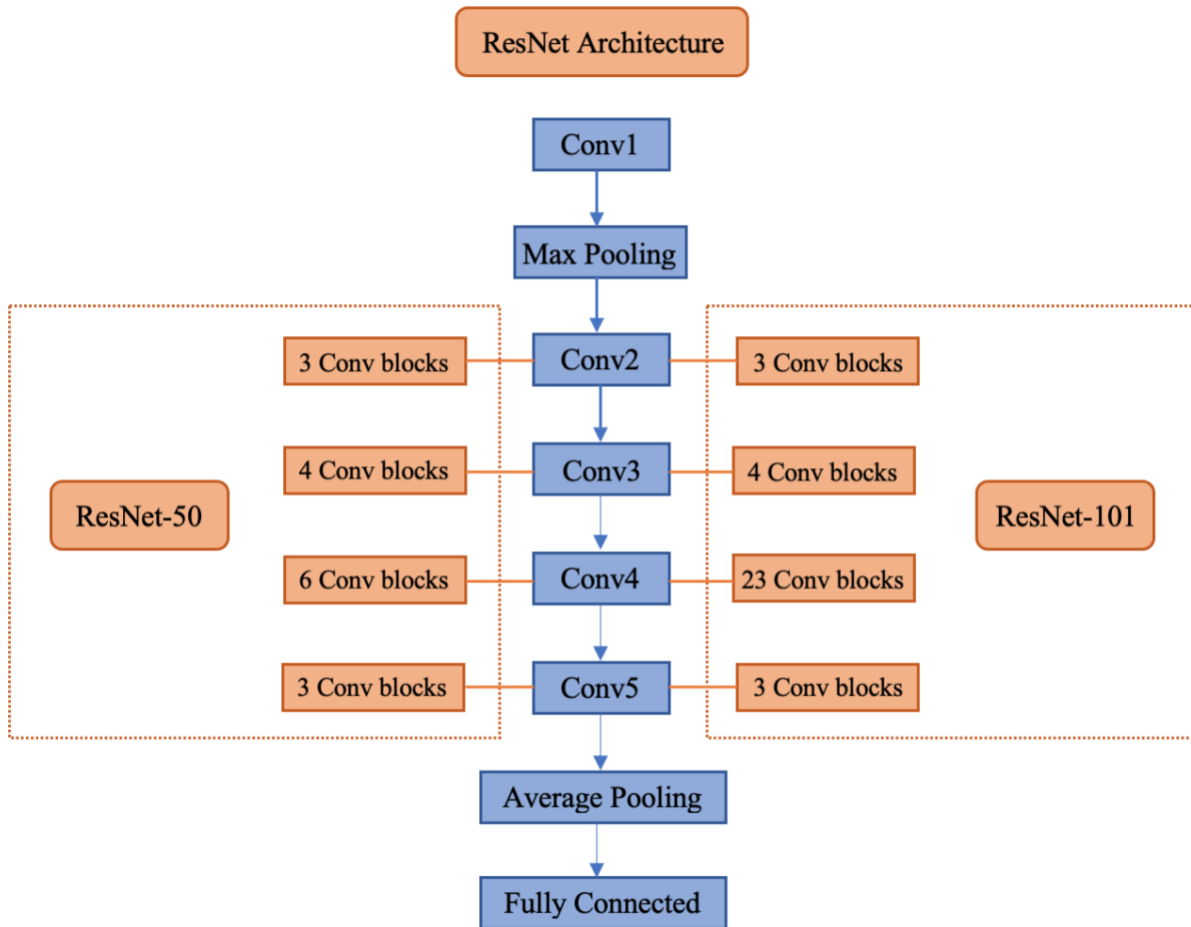 ResNet Architecture
Conv1
Max Pooling
3 Conv blocks
Conv2
3 Conv blocks
4 Conv blocks
Conv3
4 Conv blocks
ResNet-50
ResNet-101
6 Conv blocks
Conv4
23 Conv blocks
3 Conv blocks
Conv5
3 Conv blocks
Average Pooling
Fully Connected